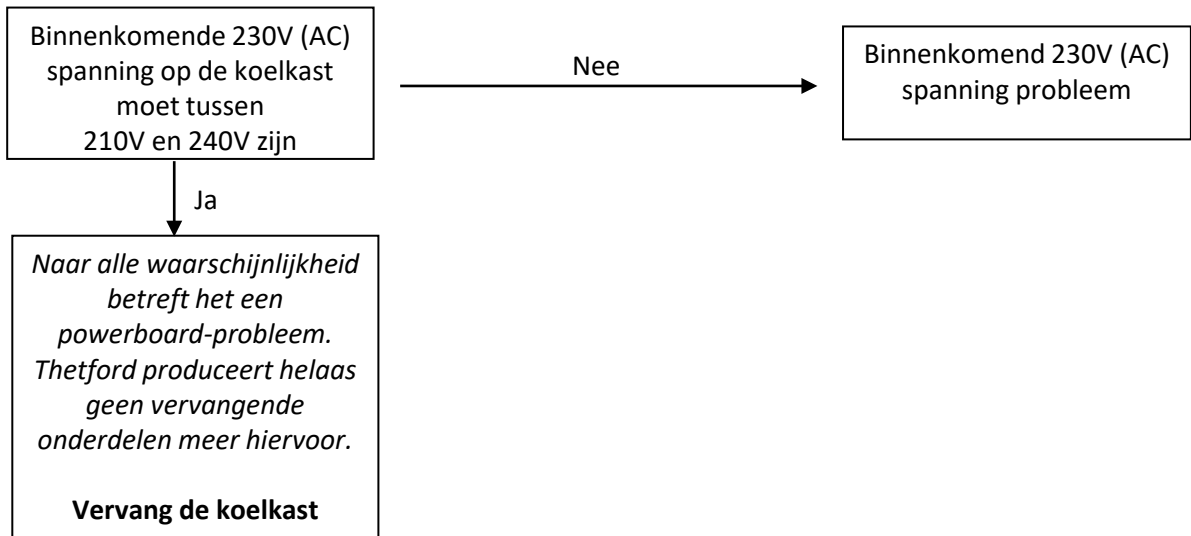 Binnenkomende 230V (AC)
spanning op de koelkast
moet tussen
210V en 240V zijn
Nee
Binnenkomend 230V (AC)
spanning probleem
Ja
Naar alle waarschijnlijkheid
betreft het een
powerboard-probleem.
Thetford produceert helaas
geen vervangende
onderdelen meer hiervoor.
Vervang de koelkast